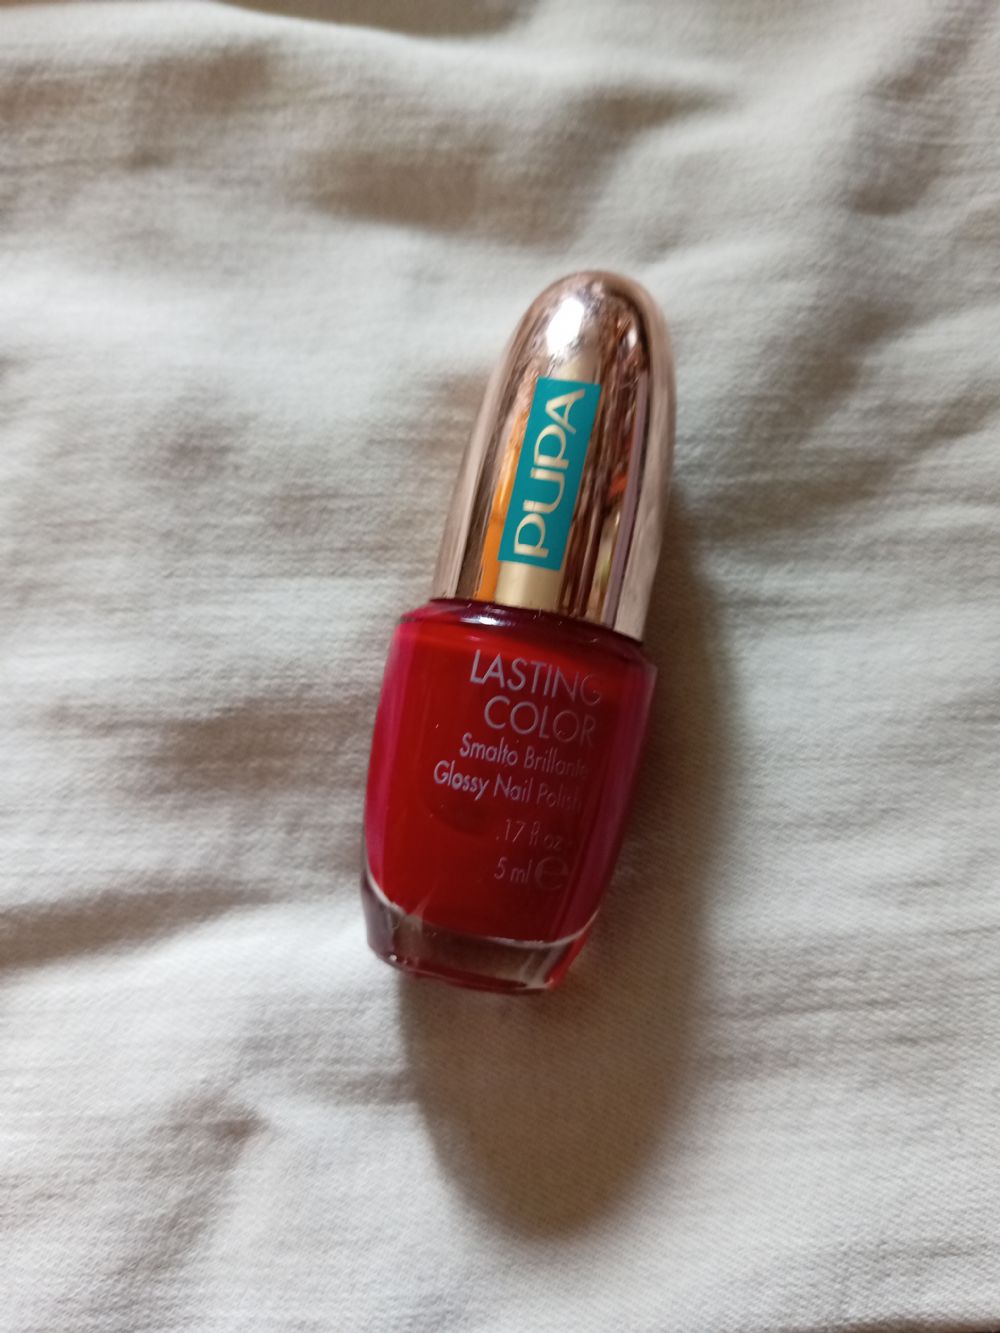 PUPA
LASTING
COLOR
Smalto Brillante
Glossy Nail Polish
.17 fl oz.
5 ml e